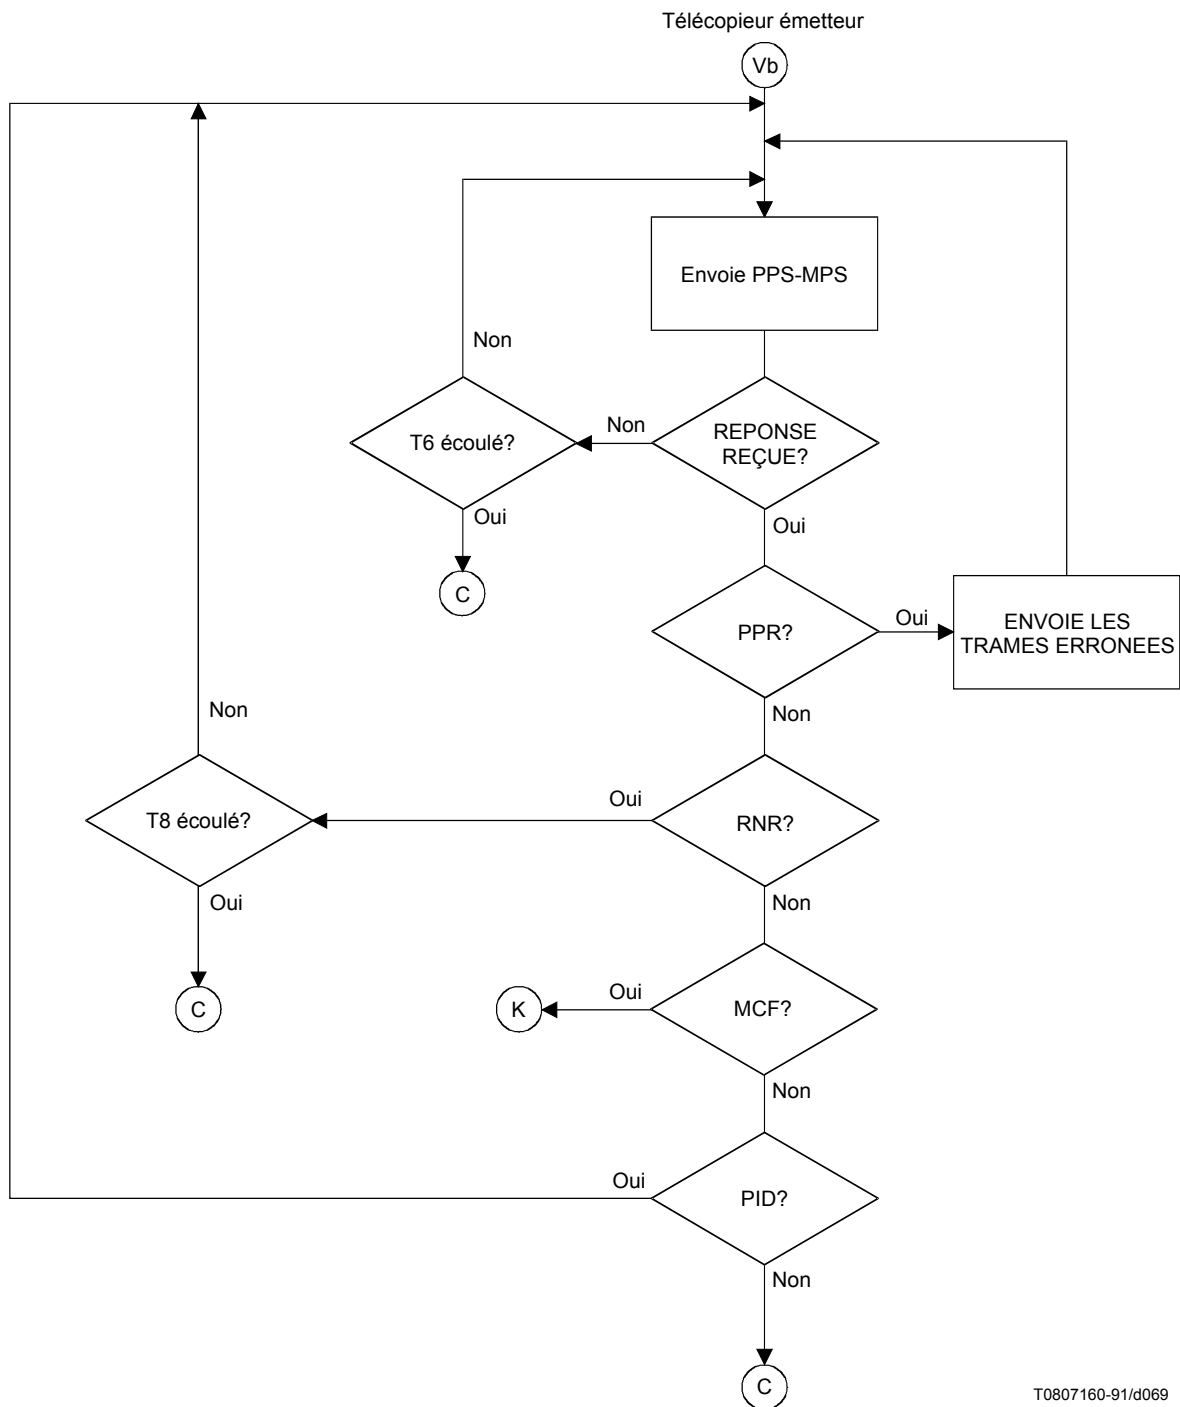 Télécopieur émetteur
Vb
Envoie PPS-MPS
Non
T6 écoulé?
Non
REPONSE
REÇUE?
Oui
Oui
C
PPR?
Oui
ENVOIE LES
TRAMES ERRONEES
Non
Non
T8 écoulé?
Oui
RNR?
Oui
Non
C
K
Oui
MCF?
Non
Oui
PID?
Non
C
T0807160-91/d069